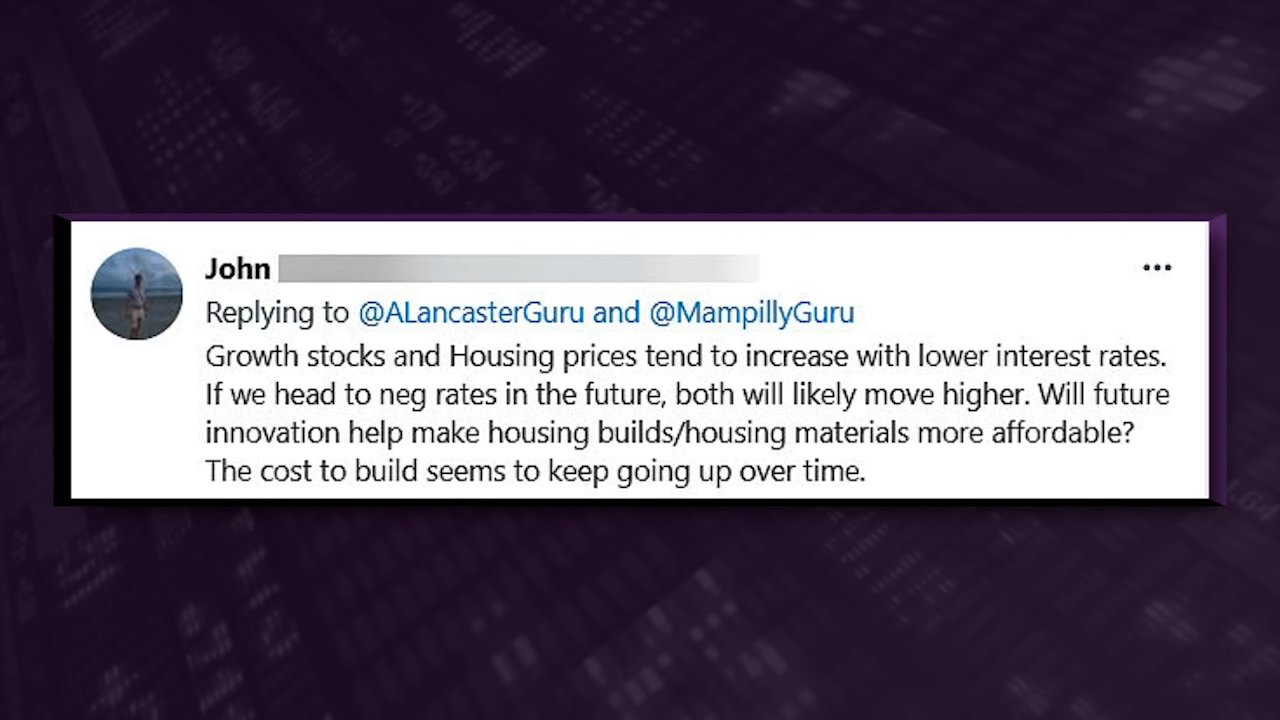 John
Replying to @ALancasterGuru and @MampillyGuru
Growth stocks and Housing prices tend to increase with lower interest rates.
If we head to neg rates in the future, both will likely move higher. Will future
innovation help make housing builds/housing materials more affordable?
The cost to build seems to keep going up over time.